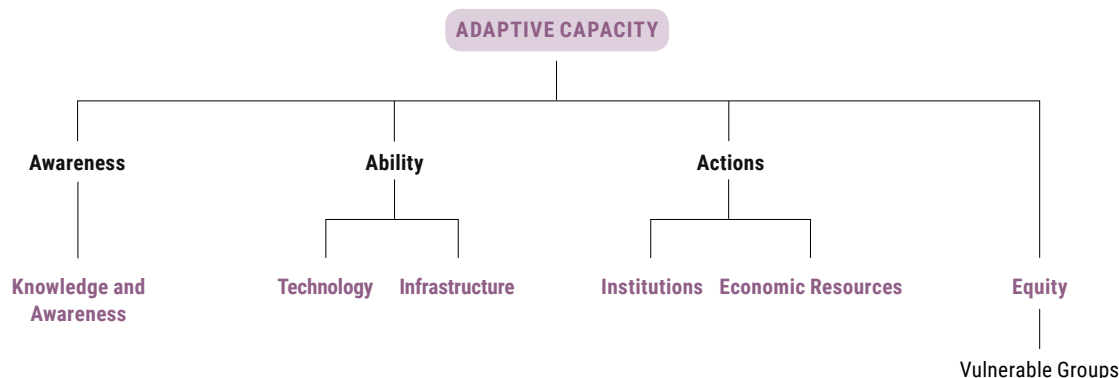 ADAPTIVE CAPACITY
Awareness
Ability
Actions
Knowledge and
Awareness
Technology
Infrastructure
Institutions
Economic Resources
Equity
Vulnerable Groups